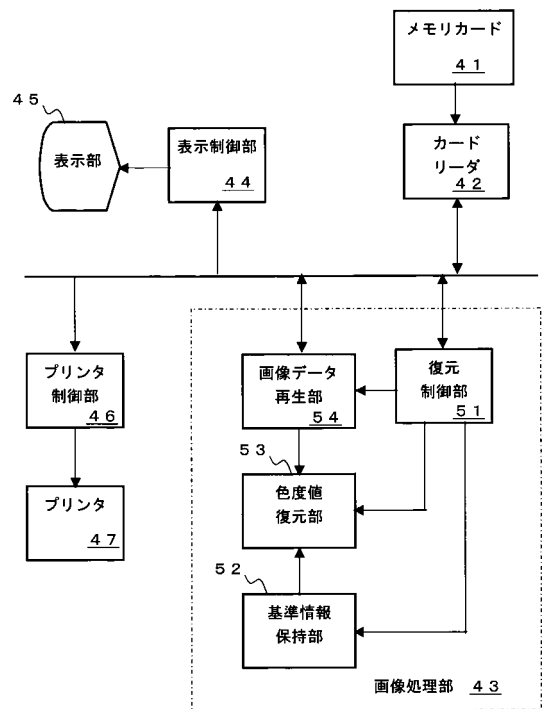 メモリカード
４１
４５
表示部
表示制御部
４４
カード
リーダ
４２
プリンタ
制御部
４６
画像データ
再生部
５４
復元
制御部
５１
５３
プリンタ
４７
色度値
復元部
５２
基準情報
保持部
画像処理部 ４３